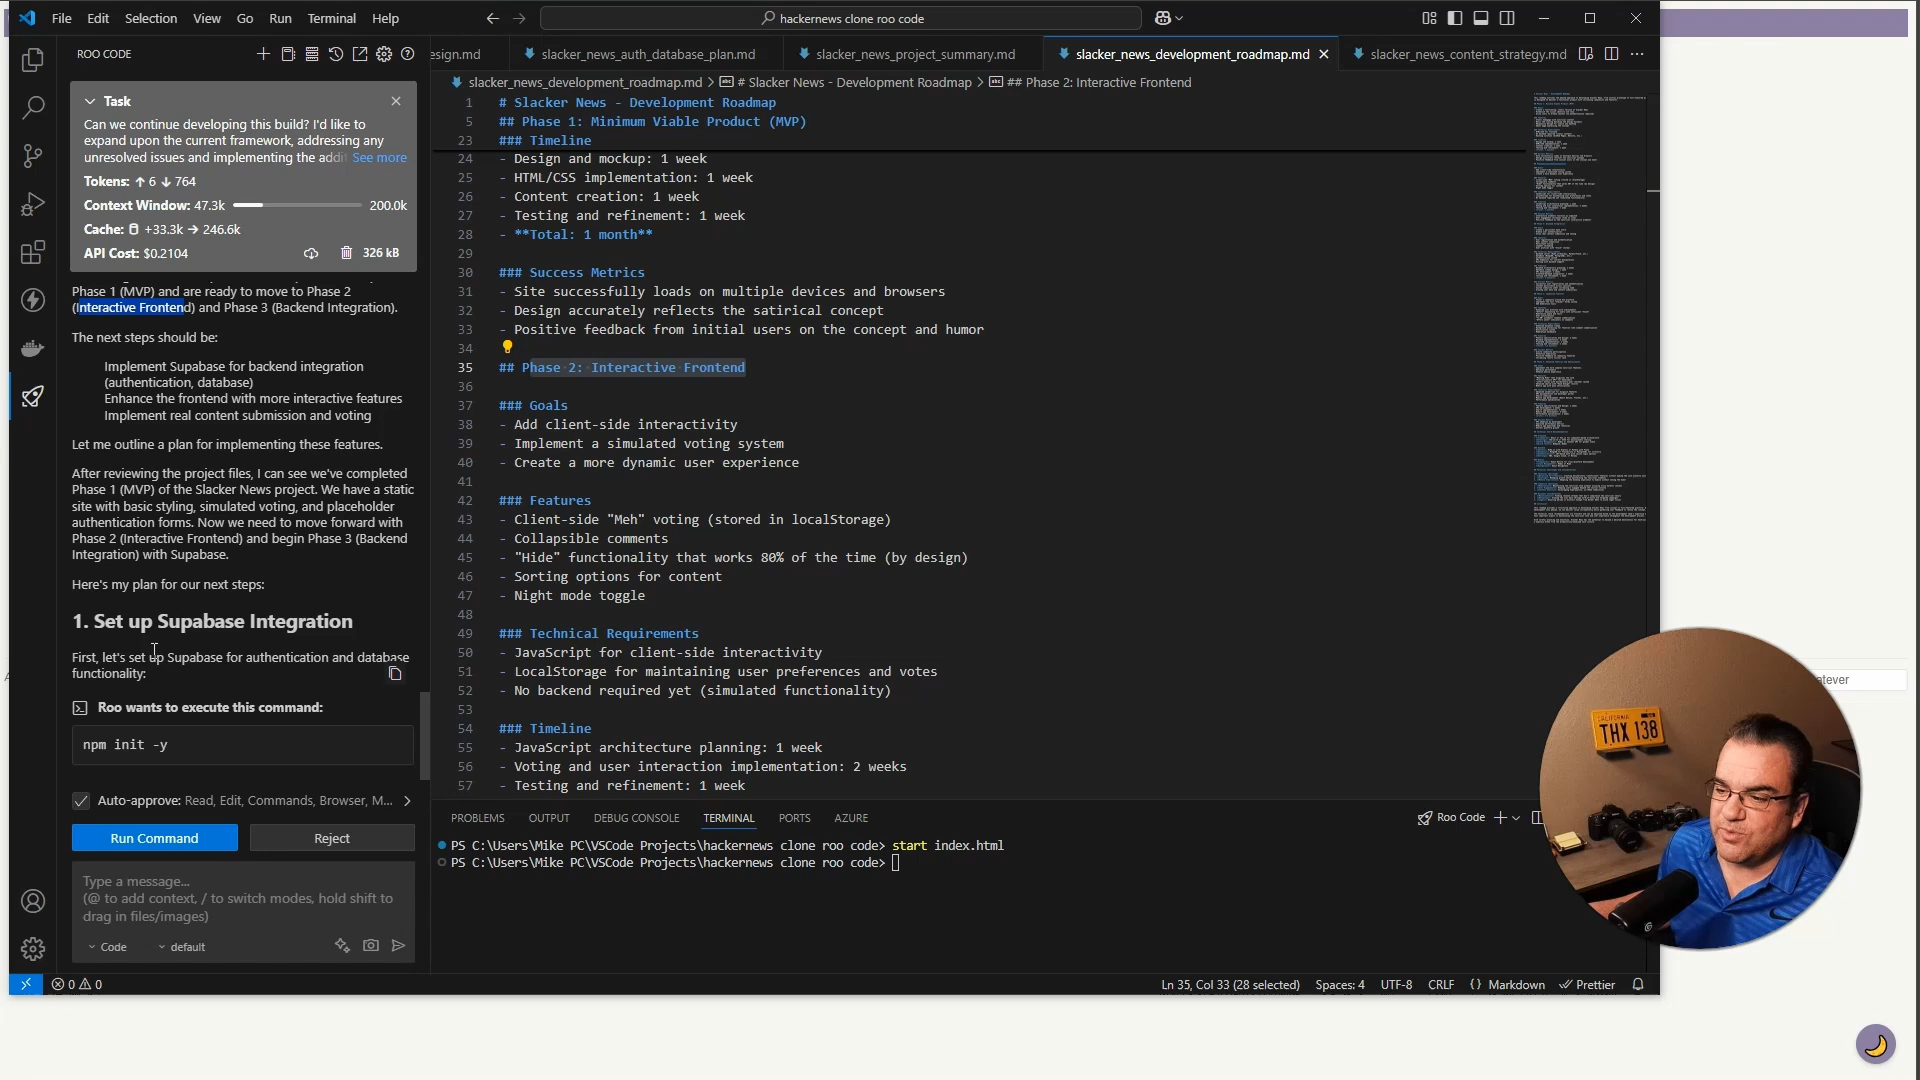 File Edit Selection View Go Run Terminal Help
hackernews clone roo code
ROO CODE
Task
Can we continue developing this build? I'd like to
expand upon the current framework, addressing any
unresolved issues and implementing the addit See more
Tokens: ↑ 6 ↓ 764
Context Window: 47.3k 200.0k
Cache: +33.3k → 246.6k
API Cost: $0.2104 326 kB
Phase 1 (MVP) and are ready to move to Phase 2
(Interactive Frontend) and Phase 3 (Backend Integration).
The next steps should be:
Implement Supabase for backend integration
(authentication, database)
Enhance the frontend with more interactive features
Implement real content submission and voting
Let me outline a plan for implementing these features.
After reviewing the project files, I can see we've completed
Phase 1 (MVP) of the Slacker News project. We have a static
site with basic styling, simulated voting, and placeholder
authentication forms. Now we need to move forward with
Phase 2 (Interactive Frontend) and begin Phase 3 (Backend
Integration) with Supabase.
Here's my plan for our next steps:
1. Set up Supabase Integration
First, let's set up Supabase for authentication and database
functionality:
Roo wants to execute this command:
npm init -y
Auto-approve: Read, Edit, Commands, Browser, M...
Run Command Reject
Type a message...
(@ to add context, / to switch modes, hold shift to
drag in files/images)
Code default
esign.md slacker_news_auth_database_plan.md slacker_news_project_summary.md slacker_news_development_roadmap.md slacker_news_content_strategy.md
slacker_news_development_roadmap.md > # Slacker News - Development Roadmap > ## Phase 2: Interactive Frontend
1 # Slacker News - Development Roadmap
5 ## Phase 1: Minimum Viable Product (MVP)
23 ### Timeline
24 - Design and mockup: 1 week
25 - HTML/CSS implementation: 1 week
26 - Content creation: 1 week
27 - Testing and refinement: 1 week
28 - **Total: 1 month**
29
30 ### Success Metrics
31 - Site successfully loads on multiple devices and browsers
32 - Design accurately reflects the satirical concept
33 - Positive feedback from initial users on the concept and humor
34
35 ## Phase 2: Interactive Frontend
36
37 ### Goals
38 - Add client-side interactivity
39 - Implement a simulated voting system
40 - Create a more dynamic user experience
41
42 ### Features
43 - Client-side "Meh" voting (stored in localStorage)
44 - Collapsible comments
45 - "Hide" functionality that works 80% of the time (by design)
46 - Sorting options for content
47 - Night mode toggle
48
49 ### Technical Requirements
50 - JavaScript for client-side interactivity
51 - LocalStorage for maintaining user preferences and votes
52 - No backend required yet (simulated functionality)
53
54 ### Timeline
55 - JavaScript architecture planning: 1 week
56 - Voting and user interaction implementation: 2 weeks
57 - Testing and refinement: 1 week
PROBLEMS OUTPUT DEBUG CONSOLE TERMINAL PORTS AZURE
Roo Code
PS C:\Users\Mike PC\VSCode Projects\hackernews clone roo code> start index.html
PS C:\Users\Mike PC\VSCode Projects\hackernews clone roo code>
0 0
Ln 35, Col 33 (28 selected) Spaces: 4 UTF-8 CRLF {} Markdown Prettier
atever
CALIFORNIA
THX 138